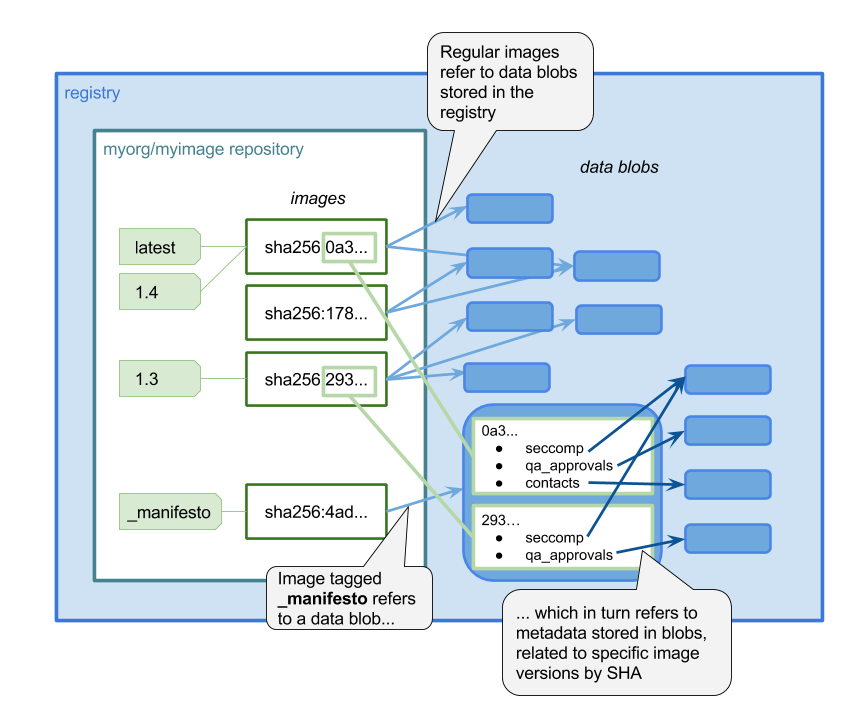 Regular images
refer to data blobs
stored in the
registry
registry
myorg/myimage repository
data blobs
images
latest
sha256:0a3...
1.4
sha256:178...
1.3
sha256:293...
0a3...
● seccomp
● qa_approvals
● contacts
_manifesto
sha256:4ad...
293...
● seccomp
● qa_approvals
Image tagged
_manifesto refers
to a data blob...
... which in turn refers to
metadata stored in blobs,
related to specific image
versions by SHA